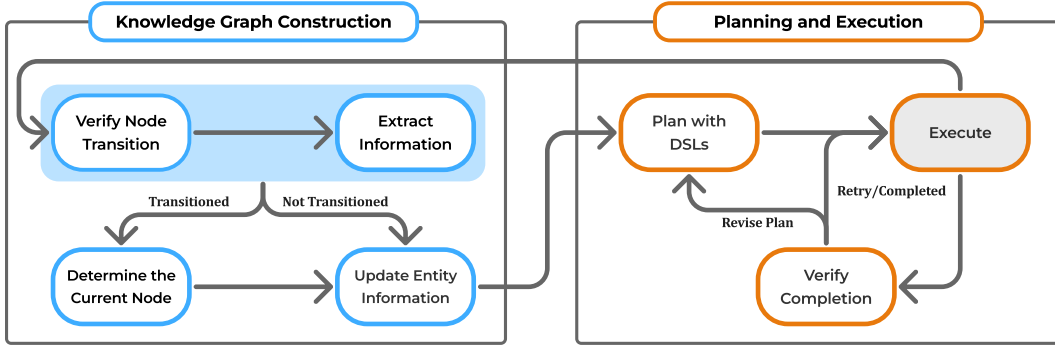 Knowledge Graph Construction
Planning and Execution
Verify Node
Transition
Extract
Information
Plan with
DSLs
Execute
Transitioned
Not Transitioned
Retry/Completed
Revise Plan
Determine the
Current Node
Update Entity
Information
Verify
Completion